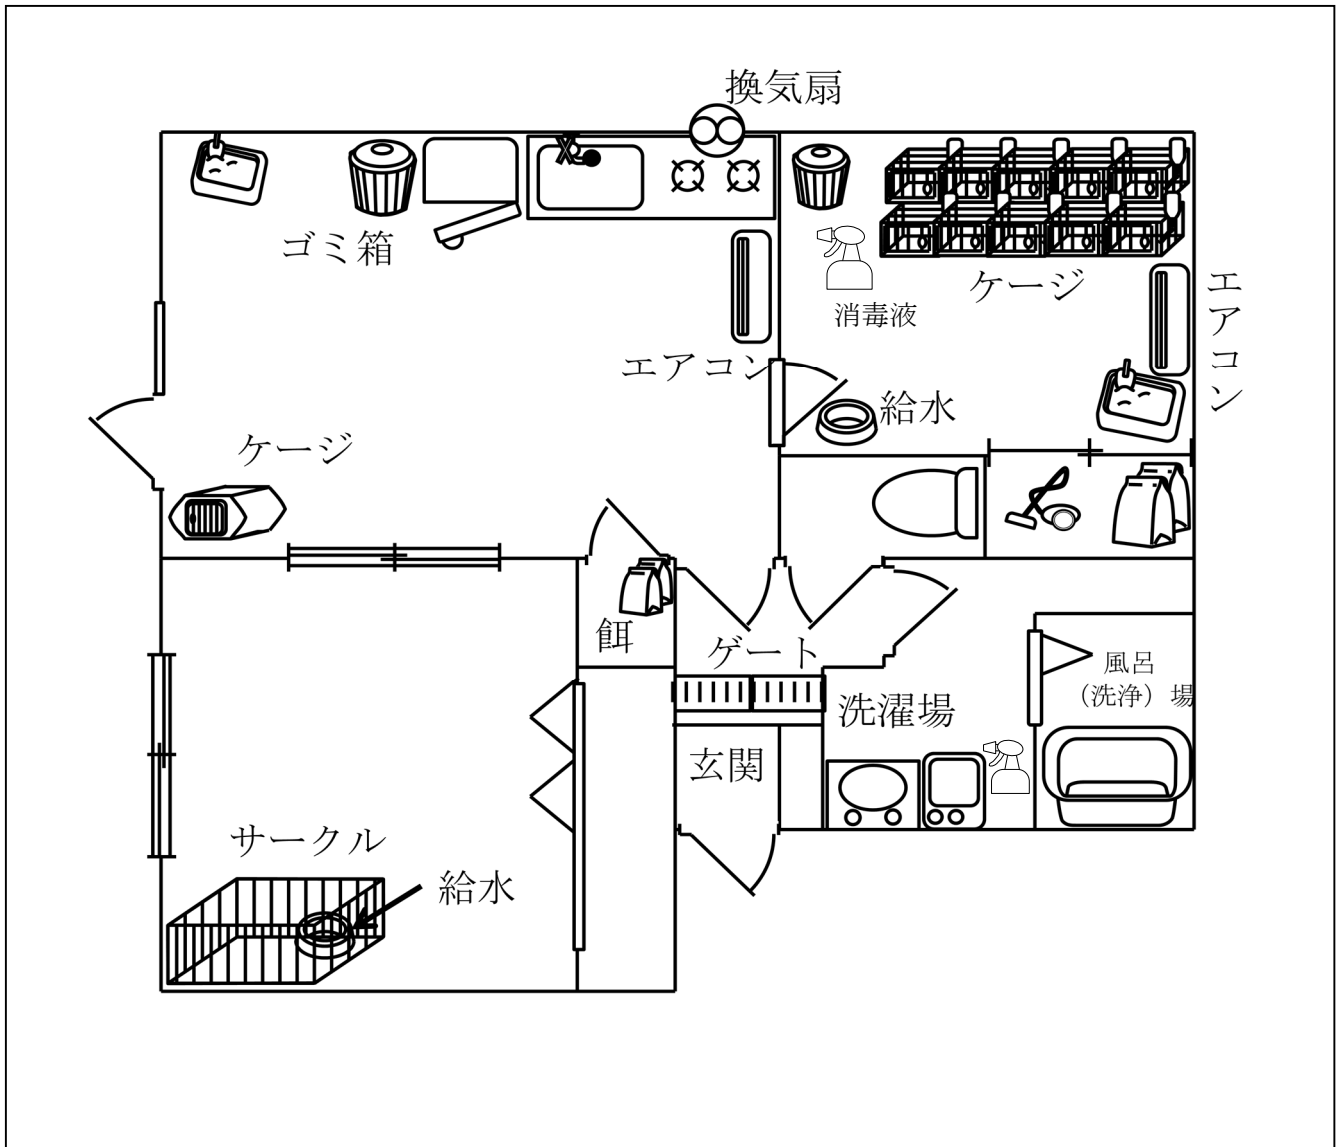 換気扇
ゴミ箱
ケージ
エアコン
消毒液
エアコン
給水
ケージ
餌
ゲート
風呂
（洗浄）場
洗濯場
玄関
サークル
給水